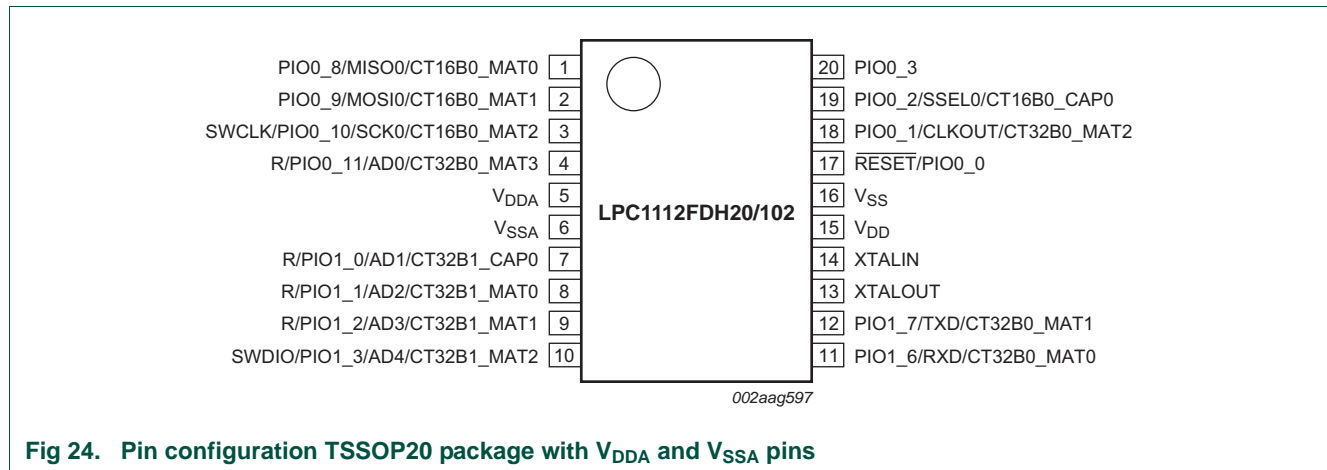 PIO0_8/MISO0/CT16B0_MAT0 1
PIO0_9/MOSI0/CT16B0_MAT1 2
SWCLK/PIO0_10/SCK0/CT16B0_MAT2 3
R/PIO0_11/AD0/CT32B0_MAT3 4
VDDA 5
VSSA 6
R/PIO1_0/AD1/CT32B1_CAP0 7
R/PIO1_1/AD2/CT32B1_MAT0 8
R/PIO1_2/AD3/CT32B1_MAT1 9
SWDIO/PIO1_3/AD4/CT32B1_MAT2 10
LPC1112FDH20/102
20 PIO0_3
19 PIO0_2/SSEL0/CT16B0_CAP0
18 PIO0_1/CLKOUT/CT32B0_MAT2
17 RESET/PIO0_0
16 VSS
15 VDD
14 XTALIN
13 XTALOUT
12 PIO1_7/TXD/CT32B0_MAT1
11 PIO1_6/RXD/CT32B0_MAT0
002aag597
Fig 24. Pin configuration TSSOP20 package with VDDA and VSSA pins